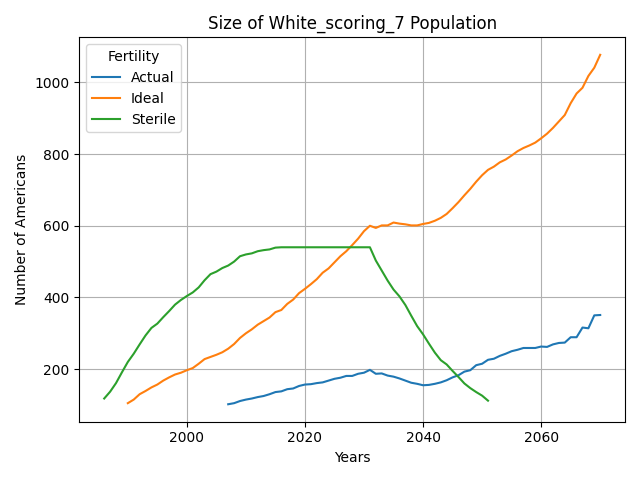 Size of White_scoring_7 Population
Fertility
Actual
Ideal
Sterile
Number of Americans
1000
800
600
400
200
2000
2020
2040
2060
Years